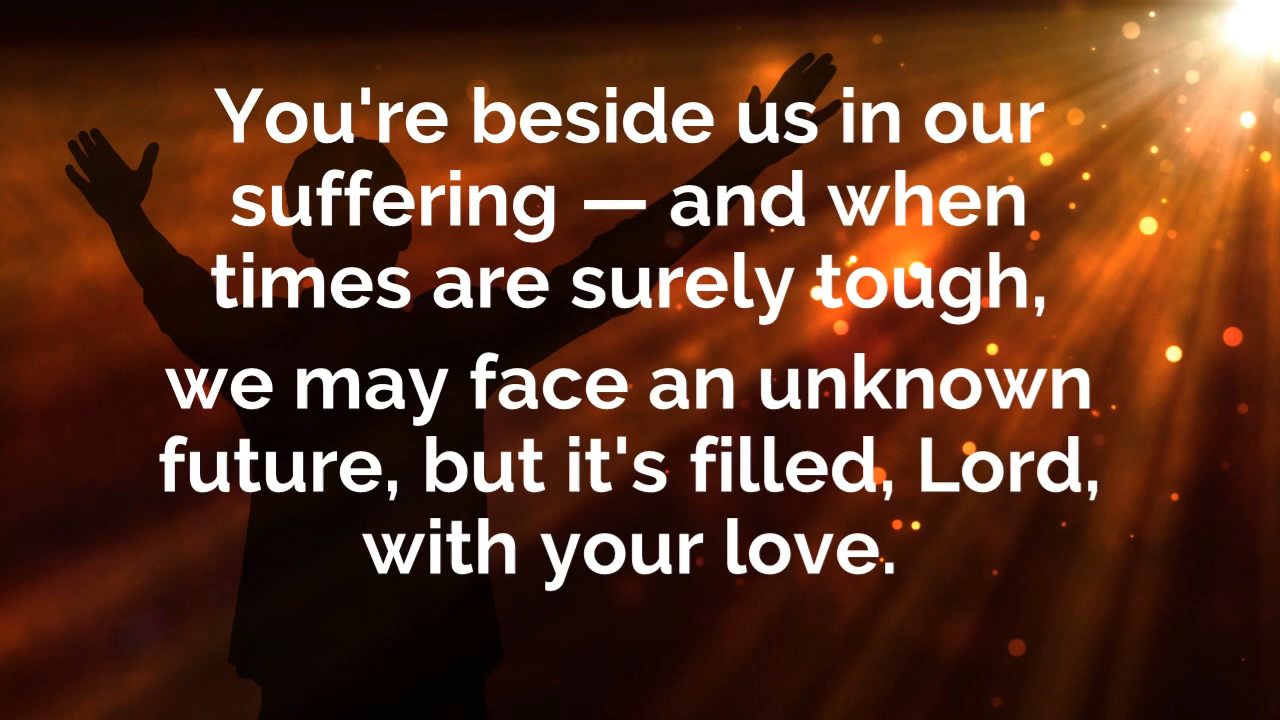 You're beside us in our
suffering — and when
times are surely tough,
we may face an unknown
future, but it's filled, Lord,
with your love.